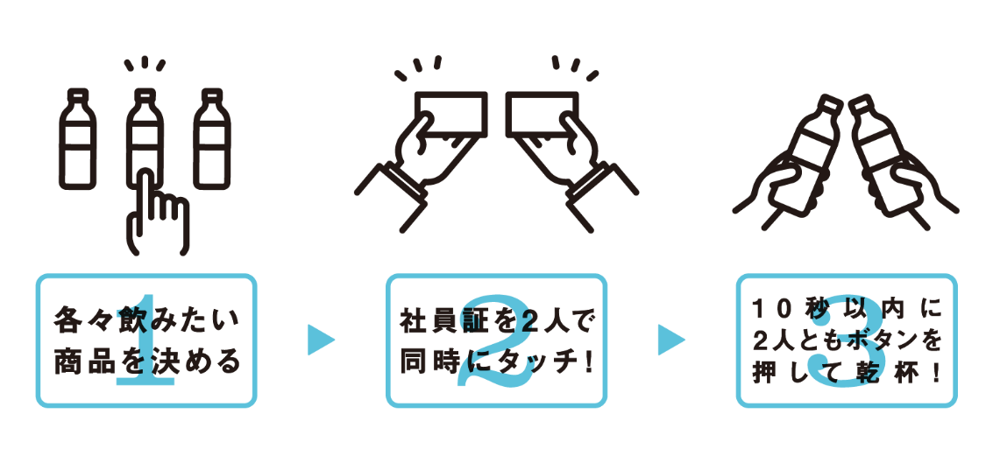 1
各々飲みたい
商品を決める
2
社員証を2人で
同時にタッチ!
3
10秒以内に
2人ともボタンを
押して乾杯!